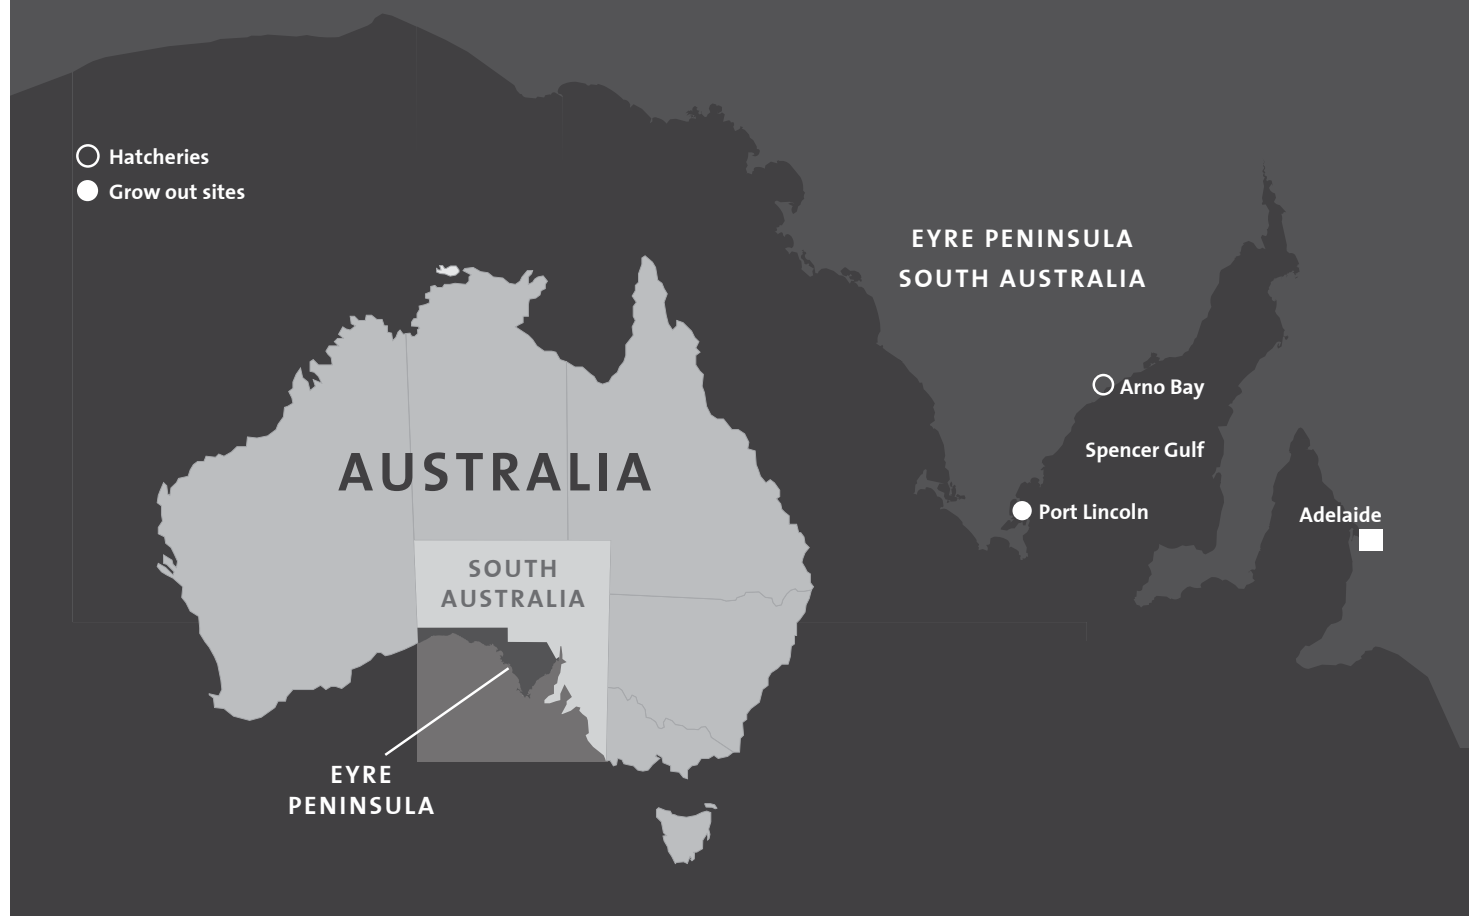 Hatcheries
Grow out sites
EYRE PENINSULA
SOUTH AUSTRALIA
Arno Bay
Spencer Gulf
Port Lincoln
Adelaide
AUSTRALIA
SOUTH
AUSTRALIA
EYRE
PENINSULA